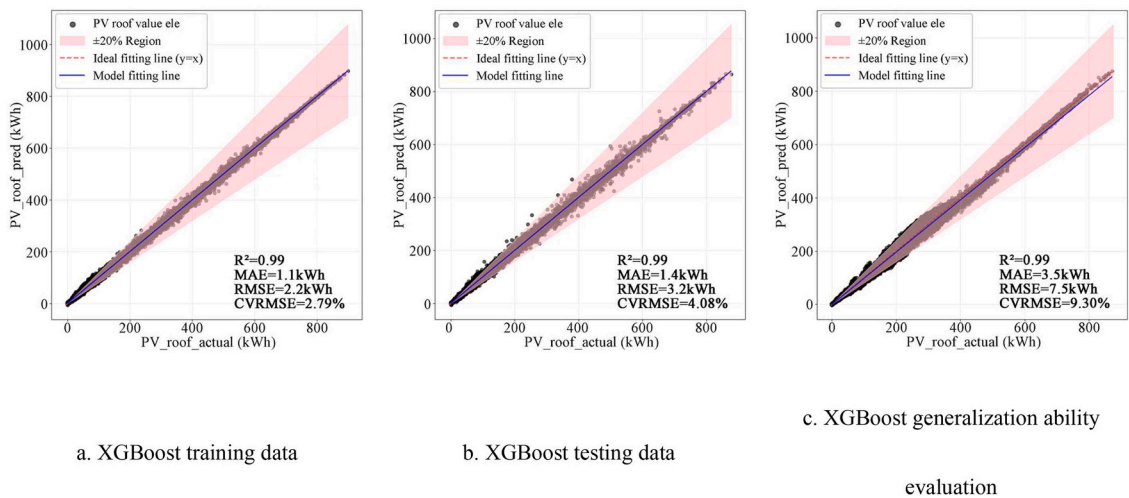 PV roof value ele
±20% Region
Ideal fitting line (y=x)
Model fitting line
1000
800
600
400
200
0
PV_roof_pred (kWh)
R²=0.99
MAE=1.1kWh
RMSE=2.2kWh
CVRMSE=2.79%
0 200 400 600 800
PV_roof_actual (kWh)
a. XGBoost training data
PV roof value ele
±20% Region
Ideal fitting line (y=x)
Model fitting line
1000
800
600
400
200
0
PV_roof_pred (kWh)
R²=0.99
MAE=1.4kWh
RMSE=3.2kWh
CVRMSE=4.08%
0 200 400 600 800
PV_roof_actual (kWh)
b. XGBoost testing data
PV roof value ele
±20% Region
Ideal fitting line (y=x)
Model fitting line
1000
800
600
400
200
0
PV_roof_pred (kWh)
R²=0.99
MAE=3.5kWh
RMSE=7.5kWh
CVRMSE=9.30%
0 200 400 600 800
PV_roof_actual (kWh)
c. XGBoost generalization ability
evaluation